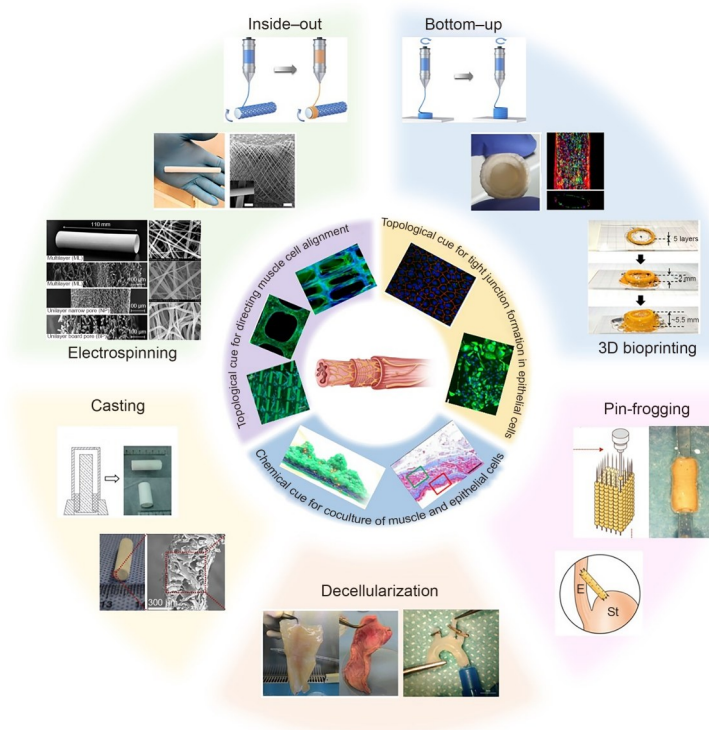 Inside–out
Bottom–up
110 mm
Multilayer (ML)
Multilayer (ML)
Unilayer narrow pore (NP)
Unilayer board pore (BP)
Electrospinning
5 layers
~2 mm
~5.5 mm
3D bioprinting
Topological cue for directing muscle cell alignment
Topological cue for tight junction formation in epithelial cells
Chemical cue for coculture of muscle and epithelial cells
Casting
300 μm
Pin-frogging
E
St
Decellularization